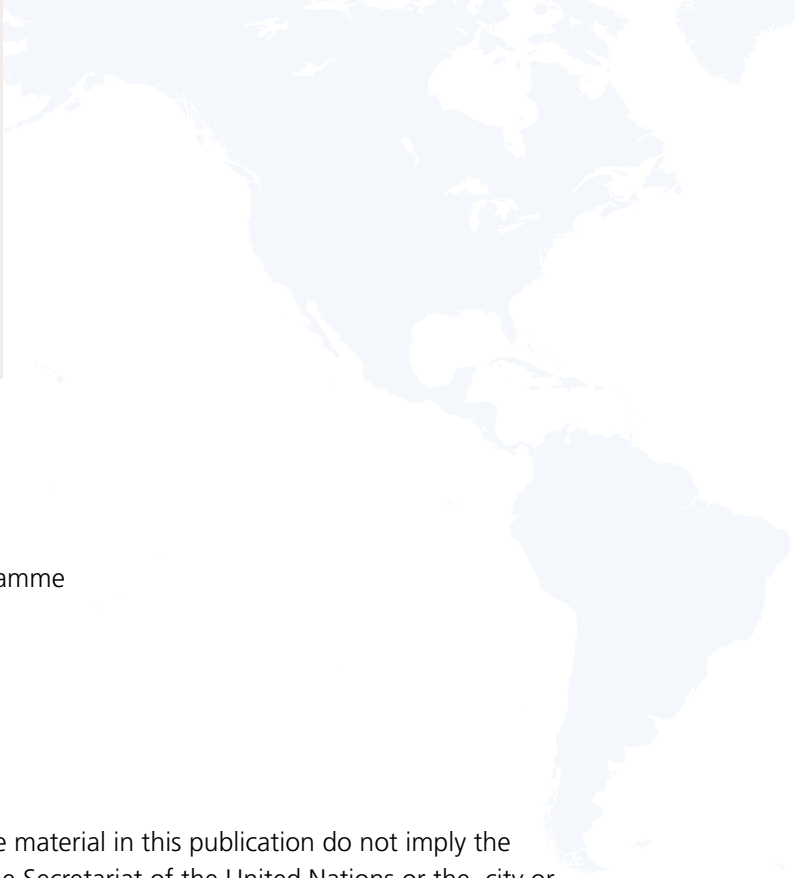 amme
e material in this publication do not imply the
e Secretariat of the United Nations or the city or